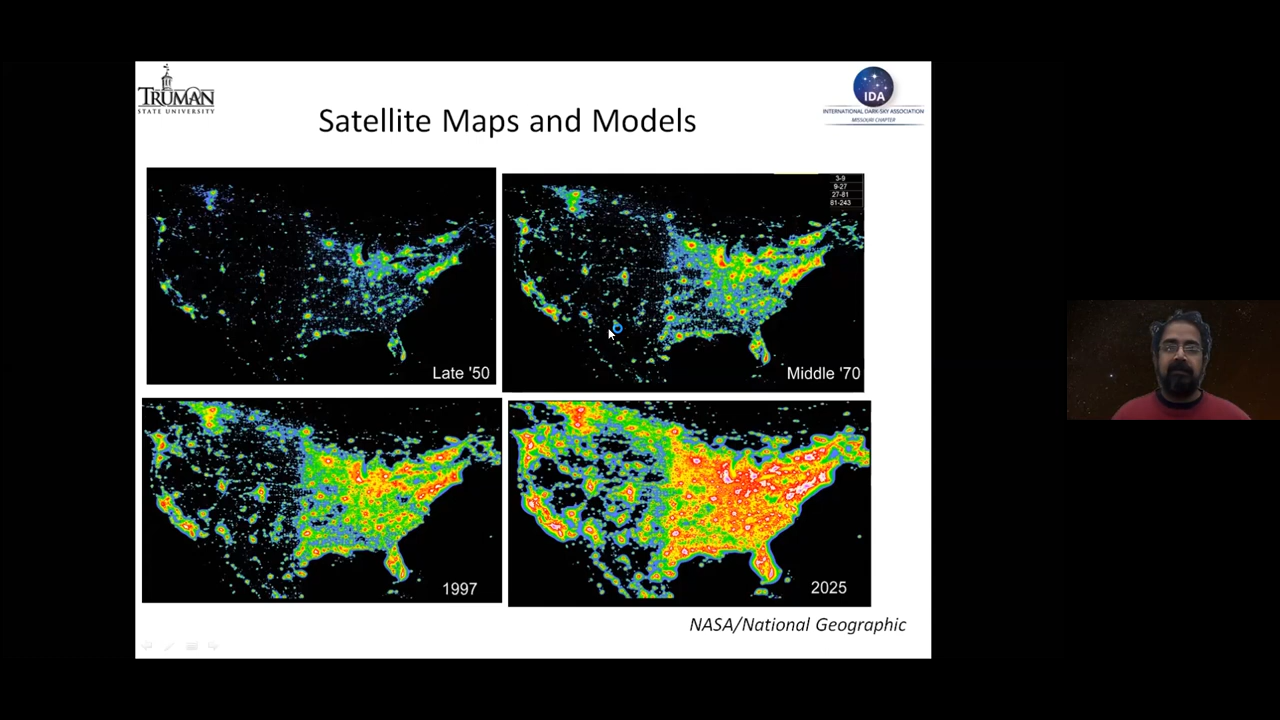 TRUMAN
STATE UNIVERSITY
IDA
INTERNATIONAL DARK-SKY ASSOCIATION
MISSOURI CHAPTER
Satellite Maps and Models
3-9
9-27
27-81
81-243
Late '50
Middle '70
1997
2025
NASA/National Geographic